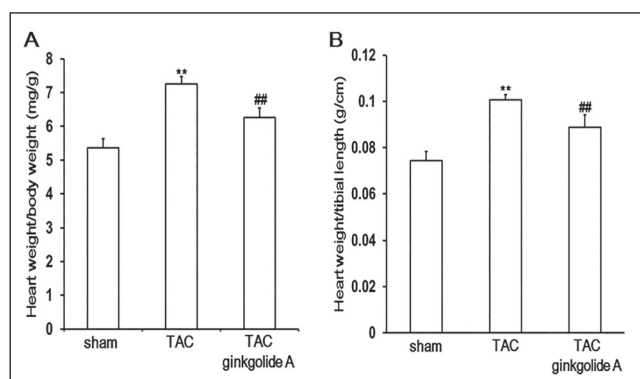 A
Heart weight/body weight (mg/g)
8
7
6
5
4
3
2
1
0
**
##
sham
TAC
TAC
ginkgolide A
B
Heart weight/tibial length (g/cm)
0.12
0.1
0.08
0.06
0.04
0.02
0
**
##
sham
TAC
TAC
ginkgolide A